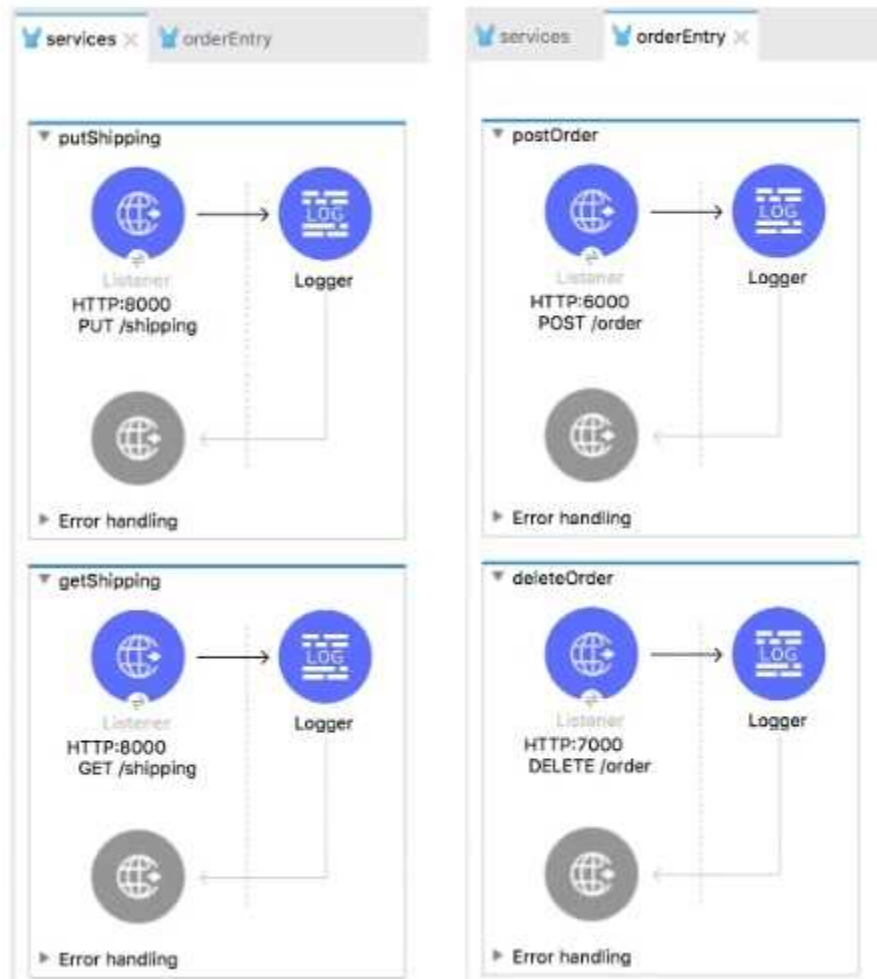 services
orderEntry
putShipping
LOG
Listener
Logger
HTTP:8000
PUT /shipping
Error handling
getShipping
LOG
Listener
Logger
HTTP:8000
GET /shipping
Error handling
services
orderEntry
postOrder
LOG
Listener
Logger
HTTP:6000
POST /order
Error handling
deleteOrder
LOG
Listener
Logger
HTTP:7000
DELETE /order
Error handling